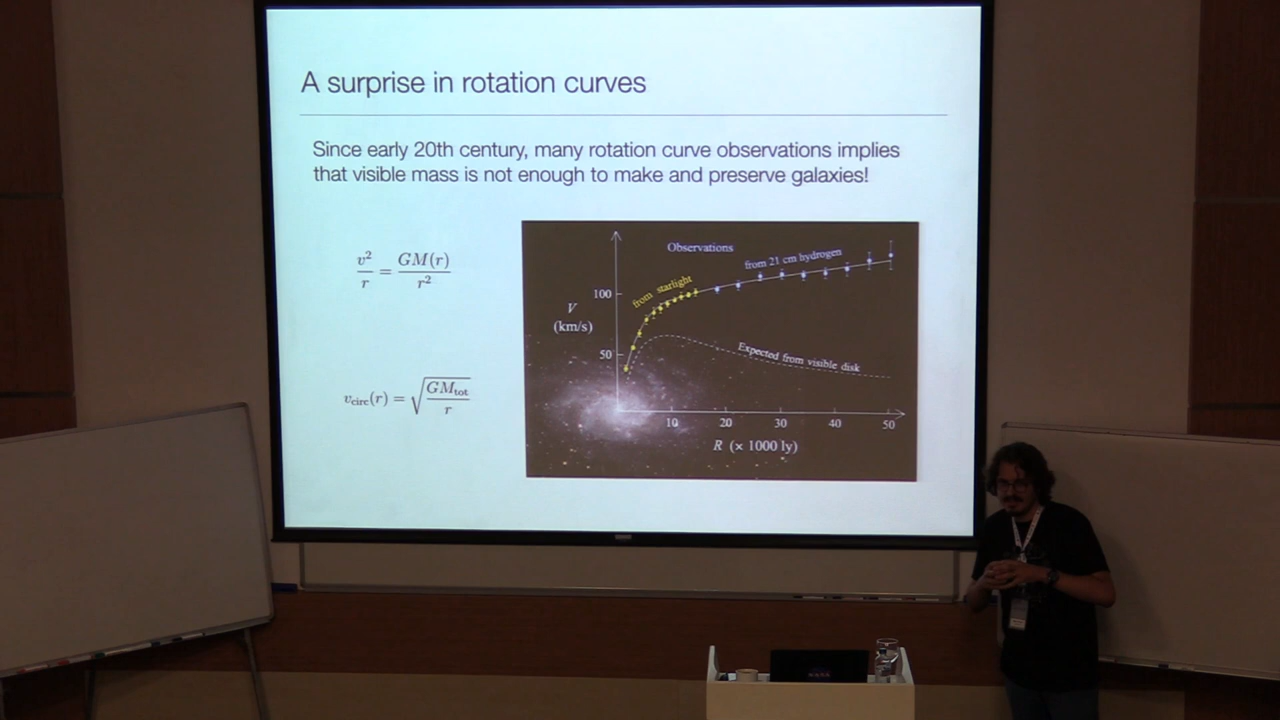 A surprise in rotation curves
Since early 20th century, many rotation curve observations implies
that visible mass is not enough to make and preserve galaxies!
v²/r = GM(r)/r²
v_circ(r) = √(GM_tot/r)
Observations
from starlight
from 21 cm hydrogen
100
V
(km/s)
50
Expected from visible disk
10 20 30 40 50
R (× 1000 ly)